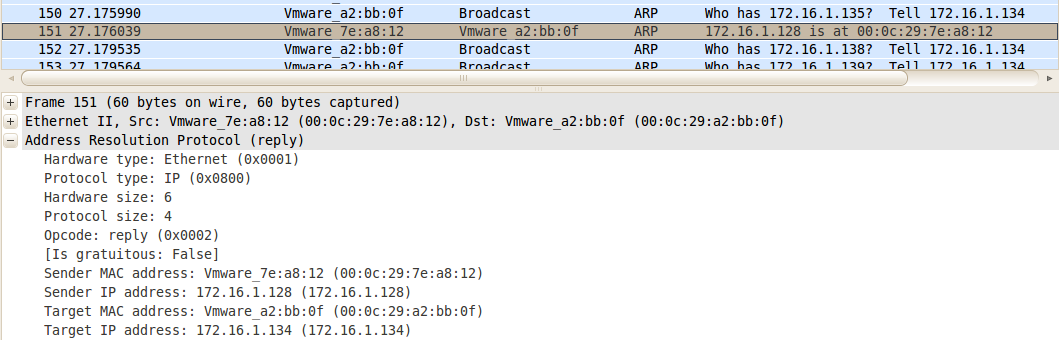 150 27.175990 Vmware_a2:bb:0f Broadcast ARP Who has 172.16.1.135? Tell 172.16.1.134
151 27.176039 Vmware_7e:a8:12 Vmware_a2:bb:0f ARP 172.16.1.128 is at 00:0c:29:7e:a8:12
152 27.179535 Vmware_a2:bb:0f Broadcast ARP Who has 172.16.1.138? Tell 172.16.1.134
153 27.179564 Vmware_a2:bb:0f Broadcast ARP Who has 172.16.1.139? Tell 172.16.1.134
Frame 151 (60 bytes on wire, 60 bytes captured)
Ethernet II, Src: Vmware_7e:a8:12 (00:0c:29:7e:a8:12), Dst: Vmware_a2:bb:0f (00:0c:29:a2:bb:0f)
Address Resolution Protocol (reply)
Hardware type: Ethernet (0x0001)
Protocol type: IP (0x0800)
Hardware size: 6
Protocol size: 4
Opcode: reply (0x0002)
[Is gratuitous: False]
Sender MAC address: Vmware_7e:a8:12 (00:0c:29:7e:a8:12)
Sender IP address: 172.16.1.128 (172.16.1.128)
Target MAC address: Vmware_a2:bb:0f (00:0c:29:a2:bb:0f)
Target IP address: 172.16.1.134 (172.16.1.134)